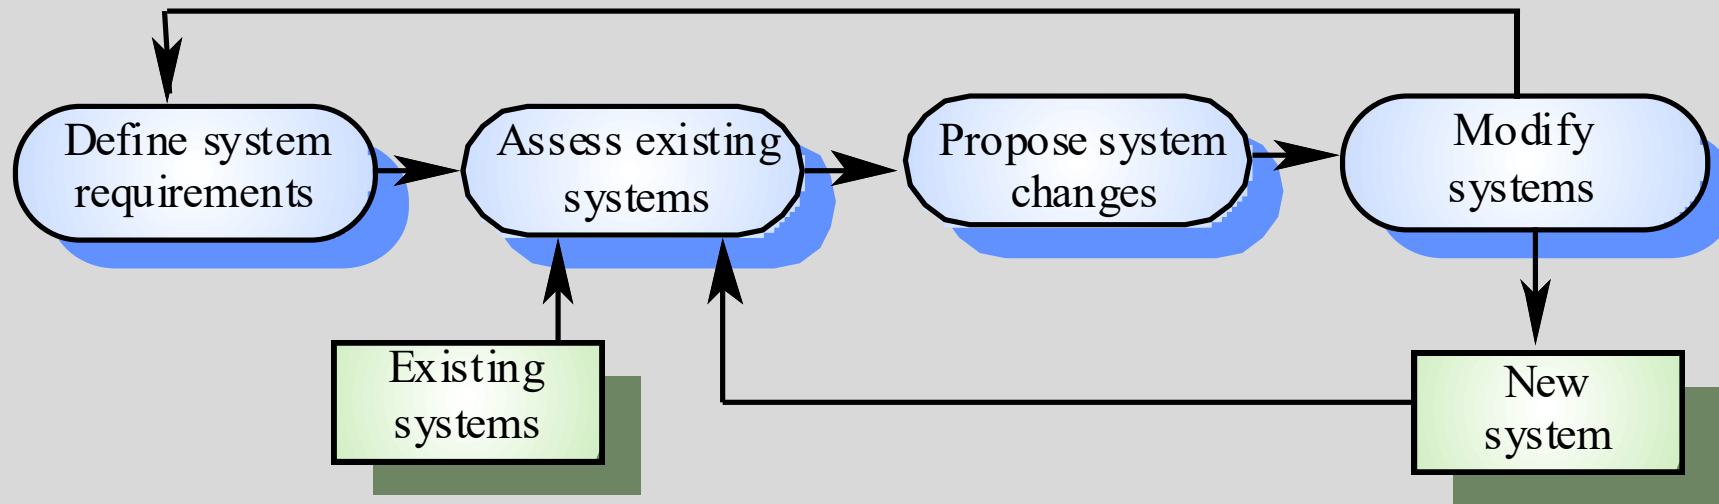 Define system
requirements
Assess existing
systems
Propose system
changes
Modify
systems
Existing
systems
New
system